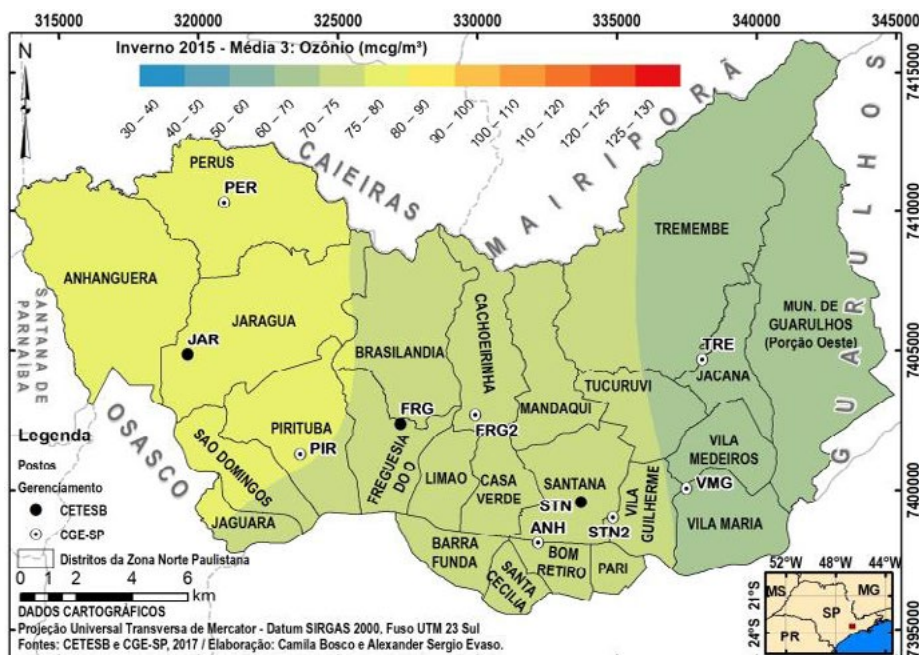 315000 320000 325000 330000 335000 340000 345000
N
Inverno 2015 - Média 3: Ozônio (mcg/m³)
30 – 40
40 – 50
50 – 60
60 – 70
70 – 75
75 – 80
80 – 90
90 – 100
100 – 110
110 – 120
120 – 125
125 – 130
7415000
7410000
7405000
7400000
7395000
CAIEIRAS
MAIRIPORÃ
GUARULHOS
SANTANA DE
PARNAÍBA
OSASCO
PERUS
PER
ANHANGUERA
JARAGUA
JAR
BRASILANDIA
CACHOEIRINHA
TREMEMBE
MUN. DE
GUARULHOS
(Porção Oeste)
TRE
JACANA
TUCURUVI
MANDAQUI
PIRITUBA
PIR
SAO DOMINGOS
JAGUARA
FRG
FREGUESIA
DO O
FRG2
LIMAO
CASA
VERDE
SANTANA
STN
STN2
ANH
VILA
GUILHERME
VILA
MEDEIROS
VMG
VILA MARIA
BARRA
FUNDA
SANTA
CECILIA
BOM
RETIRO
PARI
Legenda
Postos
Gerenciamento
CETESB
CGE-SP
Distritos da Zona Norte Paulistana
0 1 2 4 6
km
DADOS CARTOGRÁFICOS
Projeção Universal Transversa de Mercator - Datum SIRGAS 2000, Fuso UTM 23 Sul
Fontes: CETESB e CGE-SP, 2017 / Elaboração: Camila Bosco e Alexander Sergio Evaso.
MS
MG
SP
PR
21°S
24°S
52°W 48°W 44°W